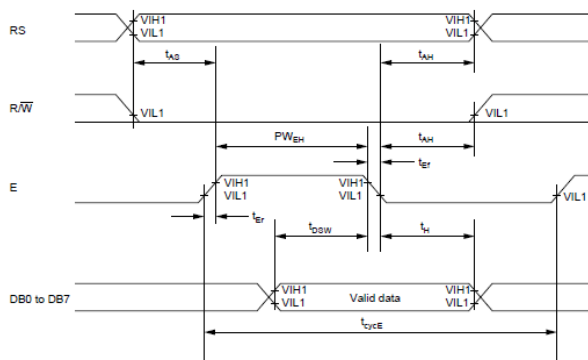 RS
VIH1
VIL1
VIH1
VIL1
tAS
tAH
R/W̅
VIL1
VIL1
PWEH
tAH
tEf
E
VIH1
VIL1
VIH1
VIL1
VIL1
tEr
tDSW
tH
DB0 to DB7
VIH1
VIL1
Valid data
VIH1
VIL1
tcycE